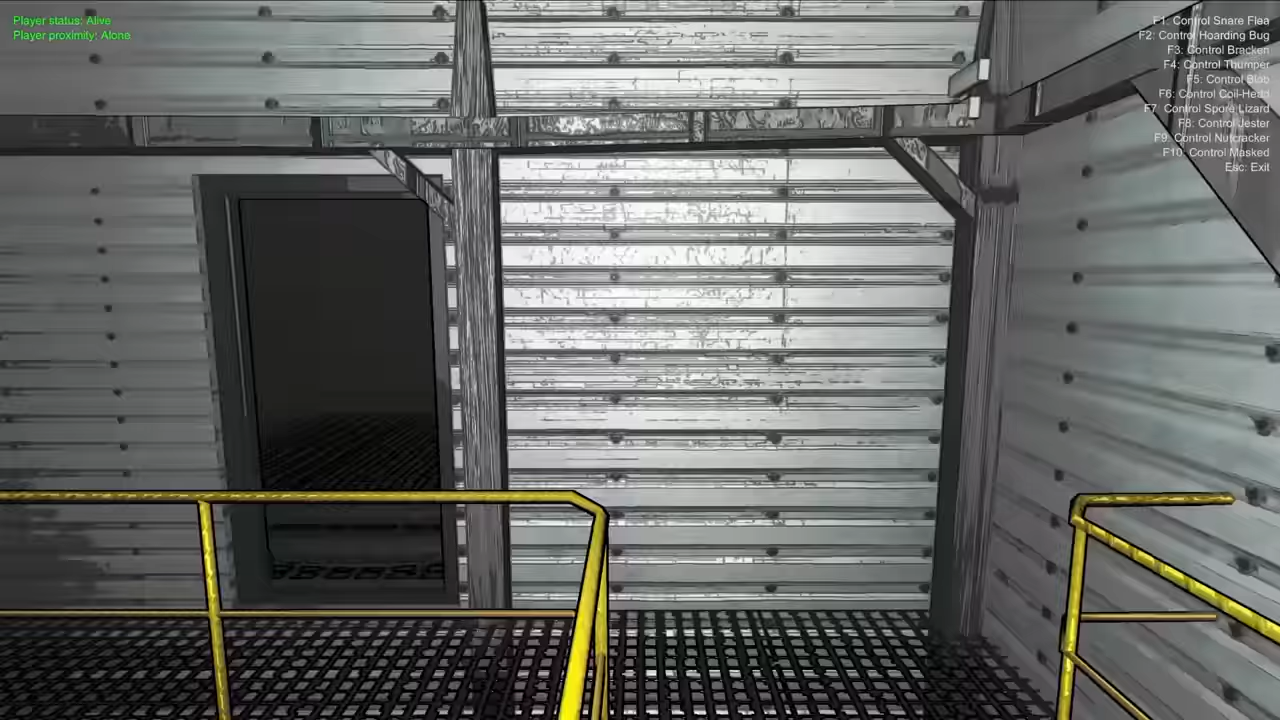 Player status: Alive
Player proximity: Alone
F1: Control Snare Flea
F2: Control Hoarding Bug
F3: Control Bracken
F4: Control Thumper
F5: Control Blob
F6: Control Coil-Head
F7: Control Spore Lizard
F8: Control Jester
F9: Control Nutcracker
F10: Control Masked
Esc: Exit